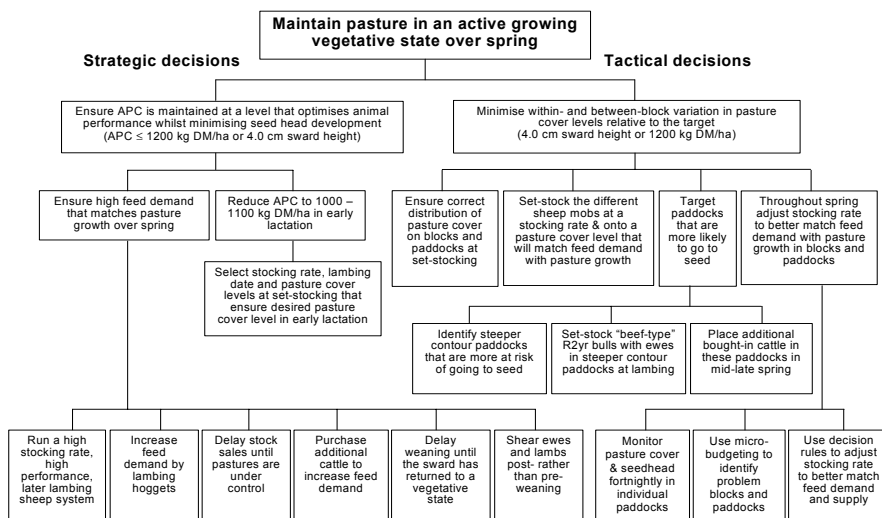 Maintain pasture in an active growing
vegetative state over spring
Strategic decisions
Tactical decisions
Ensure APC is maintained at a level that optimises animal
performance whilst minimising seed head development
(APC ≤ 1200 kg DM/ha or 4.0 cm sward height)
Minimise within- and between-block variation in pasture
cover levels relative to the target
(4.0 cm sward height or 1200 kg DM/ha)
Ensure high feed demand
that matches pasture
growth over spring
Reduce APC to 1000 –
1100 kg DM/ha in early
lactation
Ensure correct
distribution of
pasture cover
on blocks and
paddocks at
set-stocking
Set-stock the different
sheep mobs at a
stocking rate & onto a
pasture cover level that
will match feed demand
with pasture growth
Target
paddocks
that are
more likely
to go to
seed
Throughout spring
adjust stocking rate
to better match feed
demand with pasture
growth in blocks and
paddocks
Select stocking rate, lambing
date and pasture cover
levels at set-stocking that
ensure desired pasture
cover level in early lactation
Identify steeper
contour paddocks
that are more at risk
of going to seed
Set-stock “beef-type”
R2yr bulls with ewes
in steeper contour
paddocks at lambing
Place additional
bought-in cattle in
these paddocks in
mid-late spring
Run a high
stocking rate,
high
performance,
later lambing
sheep system
Increase
feed
demand by
lambing
hoggets
Delay stock
sales until
pastures are
under
control
Purchase
additional
cattle to
increase feed
demand
Delay
weaning until
the sward has
returned to a
vegetative
state
Shear ewes
and lambs
post- rather
than pre-
weaning
Monitor
pasture cover
& seedhead
fortnightly in
individual
paddocks
Use micro-
budgeting to
identify
problem
blocks and
paddocks
Use decision
rules to adjust
stocking rate
to better match
feed demand
and supply